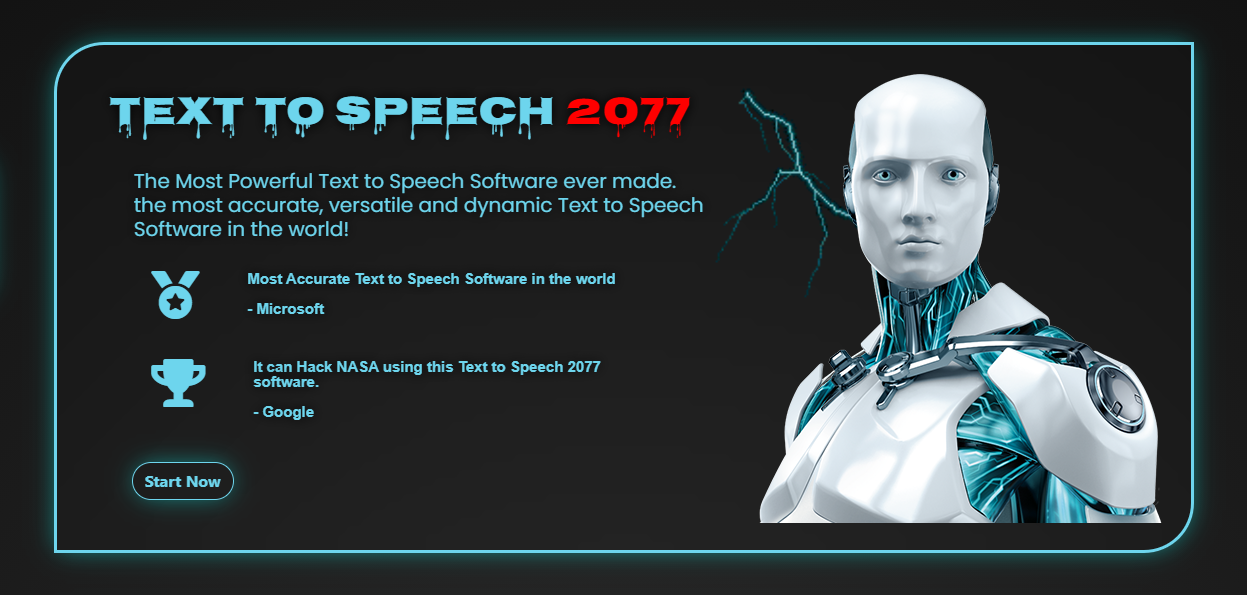 TEXT TO SPEECH 2077
The Most Powerful Text to Speech Software ever made.
the most accurate, versatile and dynamic Text to Speech
Software in the world!
Most Accurate Text to Speech Software in the world
- Microsoft
It can Hack NASA using this Text to Speech 2077
software.
- Google
Start Now